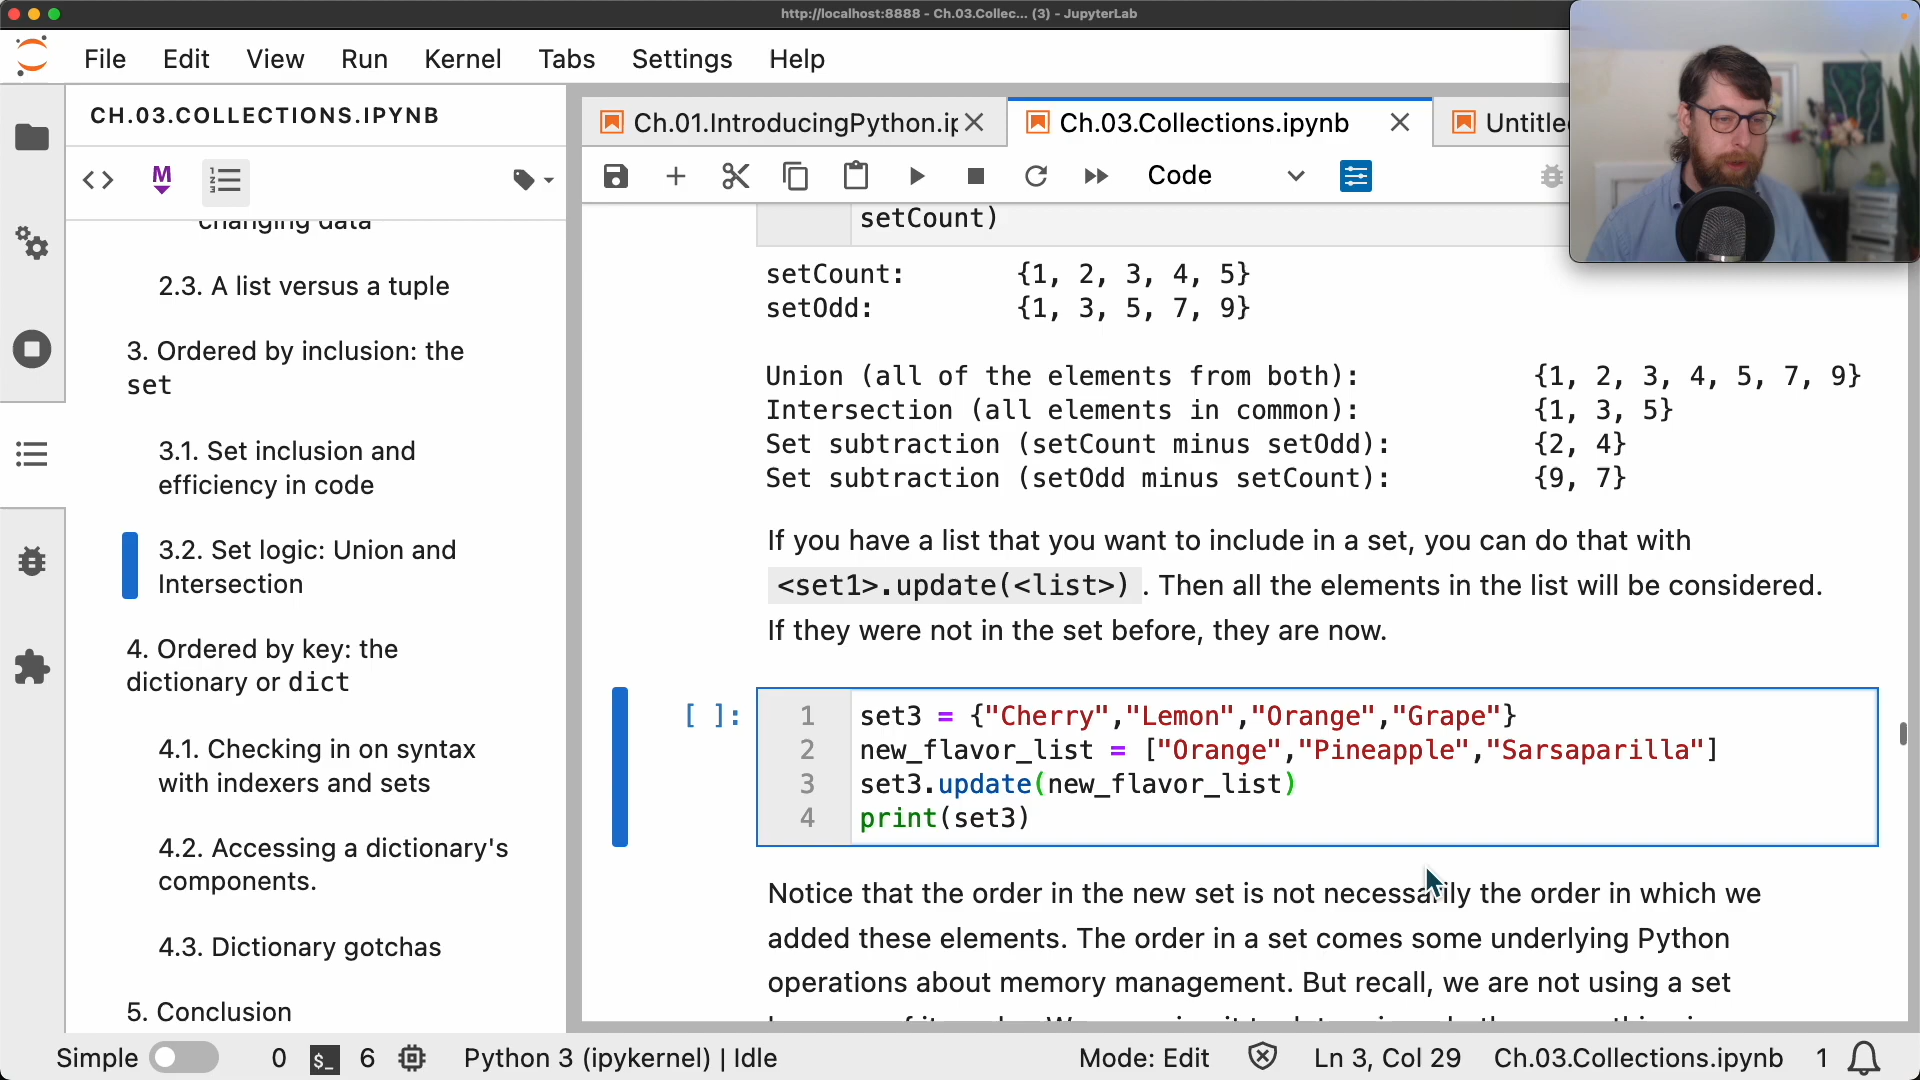 http://localhost:8888 - Ch.03.Collec... (3) - JupyterLab
File Edit View Run Kernel Tabs Settings Help
CH.03.COLLECTIONS.IPYNB
changing data
2.3. A list versus a tuple
3. Ordered by inclusion: the
set
3.1. Set inclusion and
efficiency in code
3.2. Set logic: Union and
Intersection
4. Ordered by key: the
dictionary or dict
4.1. Checking in on syntax
with indexers and sets
4.2. Accessing a dictionary's
components.
4.3. Dictionary gotchas
5. Conclusion
Ch.01.IntroducingPython.ip
Ch.03.Collections.ipynb
Untitle
Code
setCount)
setCount: {1, 2, 3, 4, 5}
setOdd: {1, 3, 5, 7, 9}
Union (all of the elements from both): {1, 2, 3, 4, 5, 7, 9}
Intersection (all elements in common): {1, 3, 5}
Set subtraction (setCount minus setOdd): {2, 4}
Set subtraction (setOdd minus setCount): {9, 7}
If you have a list that you want to include in a set, you can do that with
<set1>.update(<list>) . Then all the elements in the list will be considered.
If they were not in the set before, they are now.
[ ]:
1 set3 = {"Cherry","Lemon","Orange","Grape"}
2 new_flavor_list = ["Orange","Pineapple","Sarsaparilla"]
3 set3.update(new_flavor_list)
4 print(set3)
Notice that the order in the new set is not necessarily the order in which we
added these elements. The order in a set comes some underlying Python
operations about memory management. But recall, we are not using a set
Simple 0 $_ 6 Python 3 (ipykernel) | Idle Mode: Edit Ln 3, Col 29 Ch.03.Collections.ipynb 1